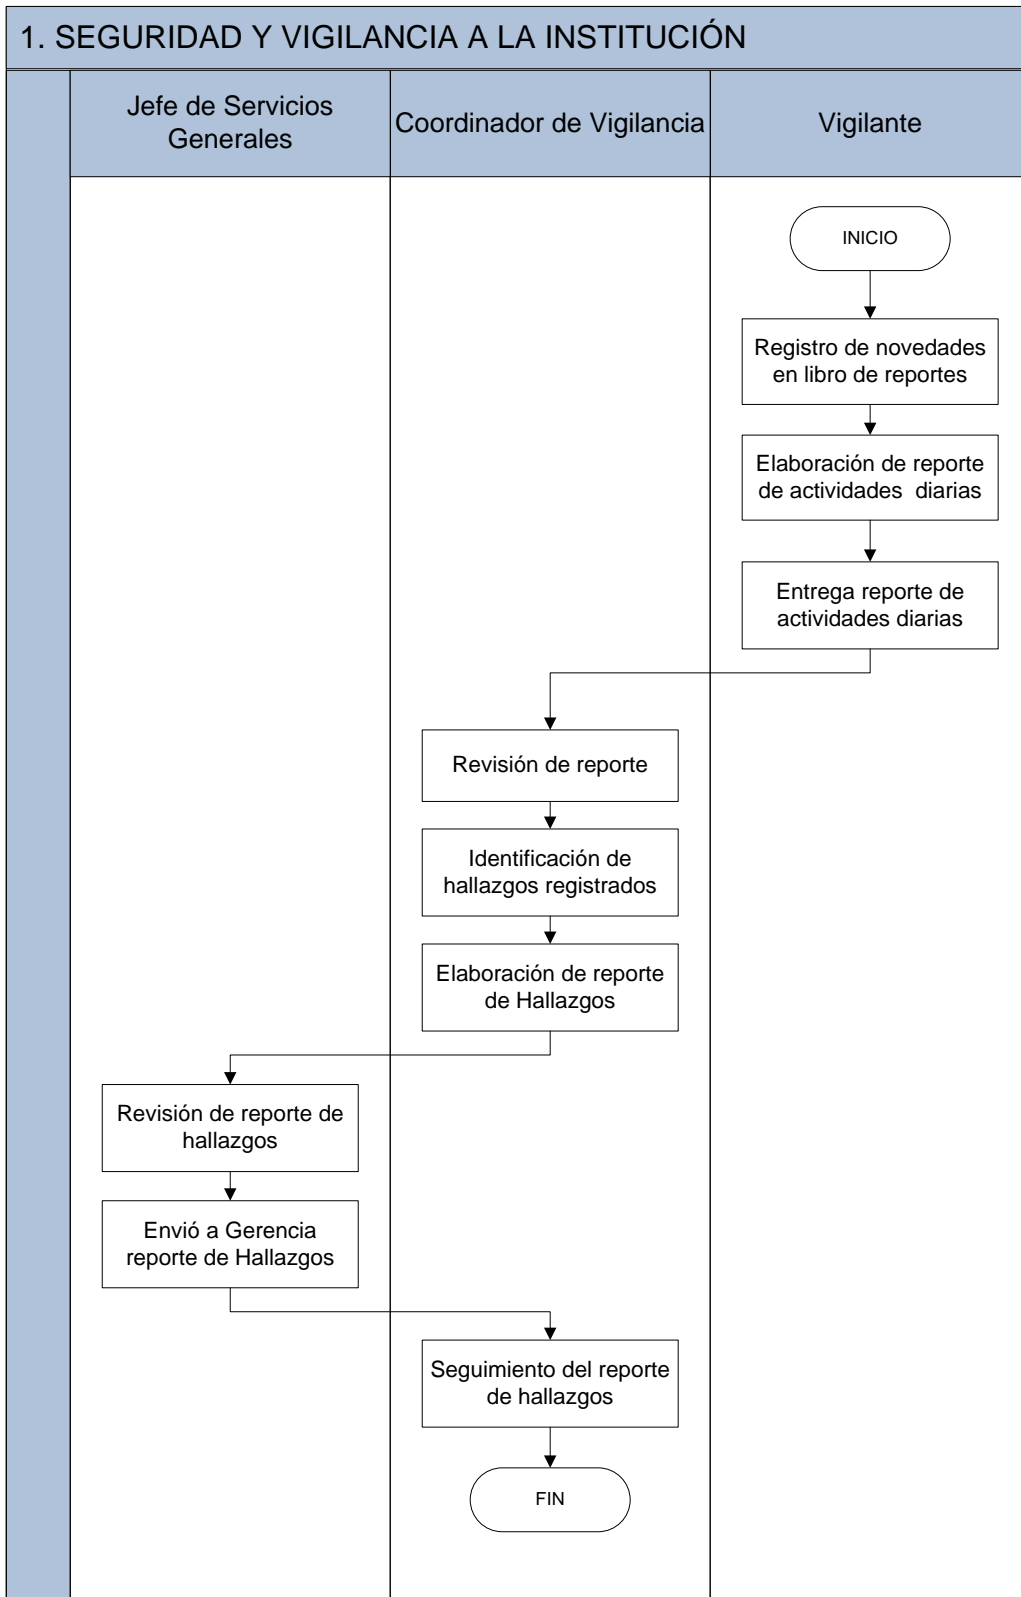 1. SEGURIDAD Y VIGILANCIA A LA INSTITUCIÓN
Jefe de Servicios
Generales
Coordinador de Vigilancia
Vigilante
INICIO
Registro de novedades
en libro de reportes
Elaboración de reporte
de actividades  diarias
Entrega reporte de
actividades diarias
Revisión de reporte
Identificación de
hallazgos registrados
Elaboración de reporte
de Hallazgos
Revisión de reporte de
hallazgos
Envió a Gerencia
reporte de Hallazgos
Seguimiento del reporte
de hallazgos
FIN